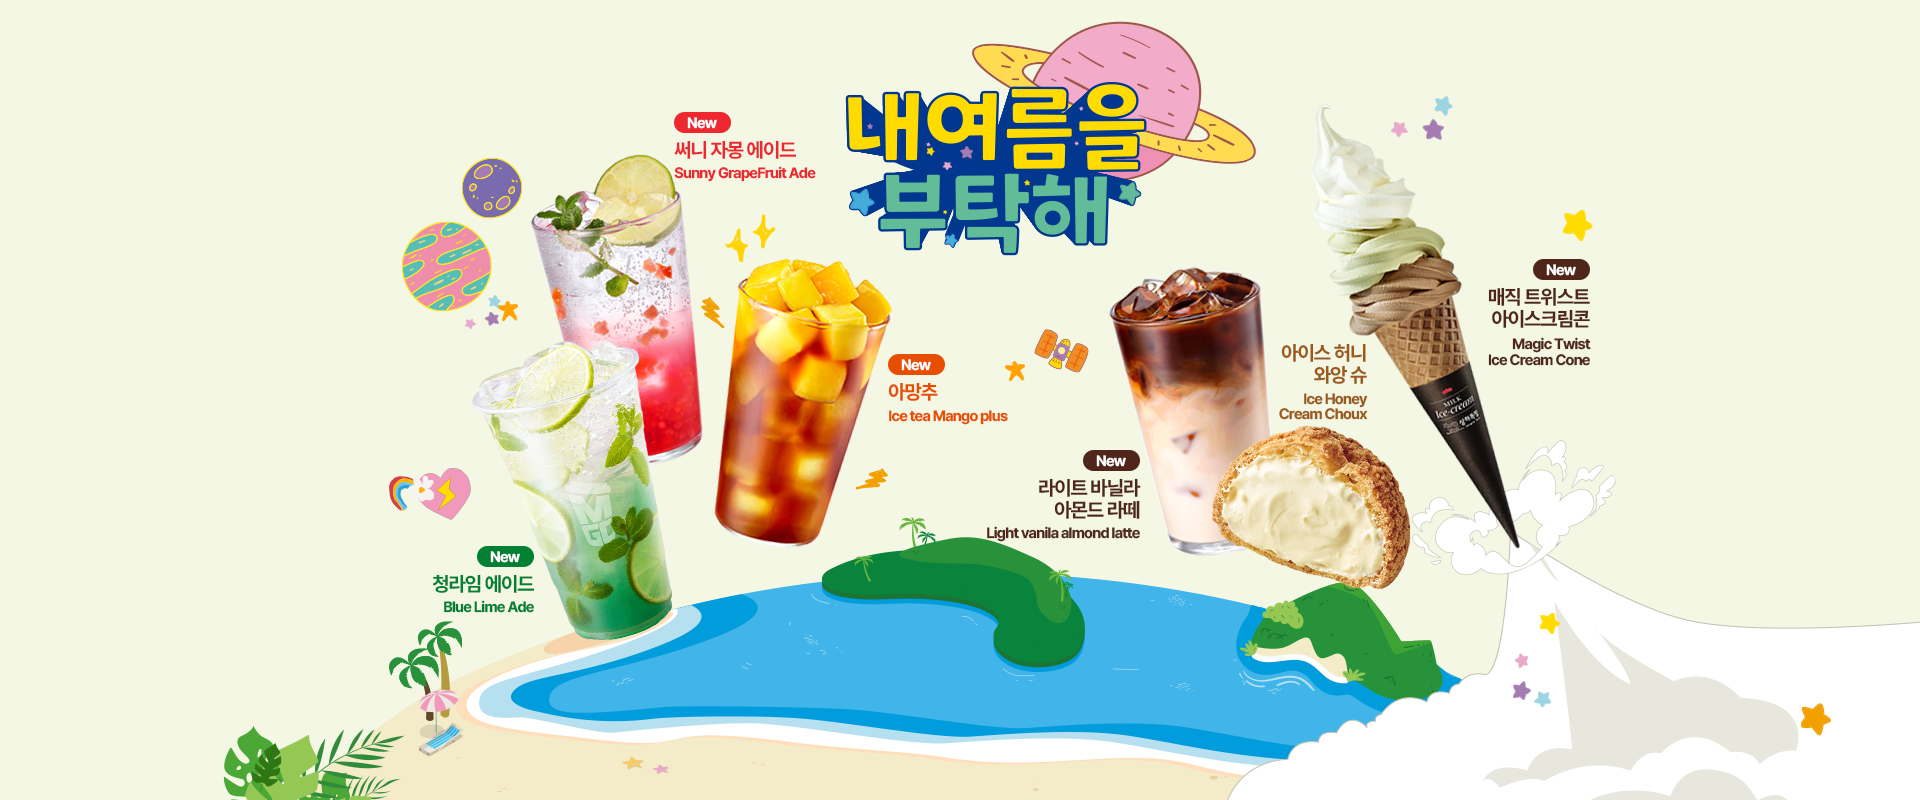 내여름을
부탁해
New
써니 자몽 에이드
Sunny GrapeFruit Ade
New
아망추
Ice tea Mango plus
New
청라임 에이드
Blue Lime Ade
MGC
New
라이트 바닐라
아몬드 라떼
Light vanila almond latte
아이스 허니
와앙 슈
Ice Honey
Cream Choux
New
매직 트위스트
아이스크림콘
Magic Twist
Ice Cream Cone
MILK
Ice-cream